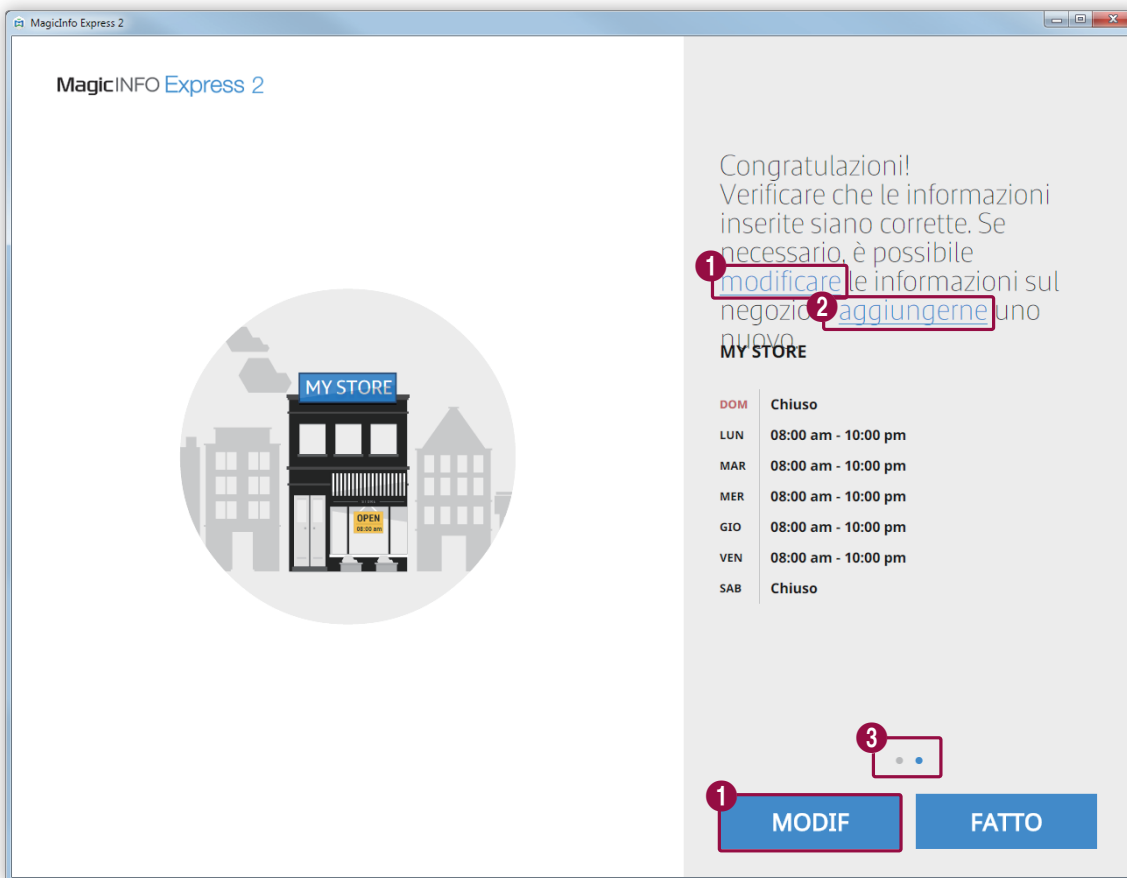 MagicInfo Express 2
MagicINFO Express 2
Congratulazioni!
Verificare che le informazioni
inserite siano corrette. Se
necessario, è possibile
1
modificare le informazioni sul
negozio
2
aggiungerne uno
nuovo.
MY STORE
DOM Chiuso
LUN 08:00 am - 10:00 pm
MAR 08:00 am - 10:00 pm
MER 08:00 am - 10:00 pm
GIO 08:00 am - 10:00 pm
VEN 08:00 am - 10:00 pm
SAB Chiuso
MY STORE
OPEN
08:00 am
3
1
MODIF
FATTO